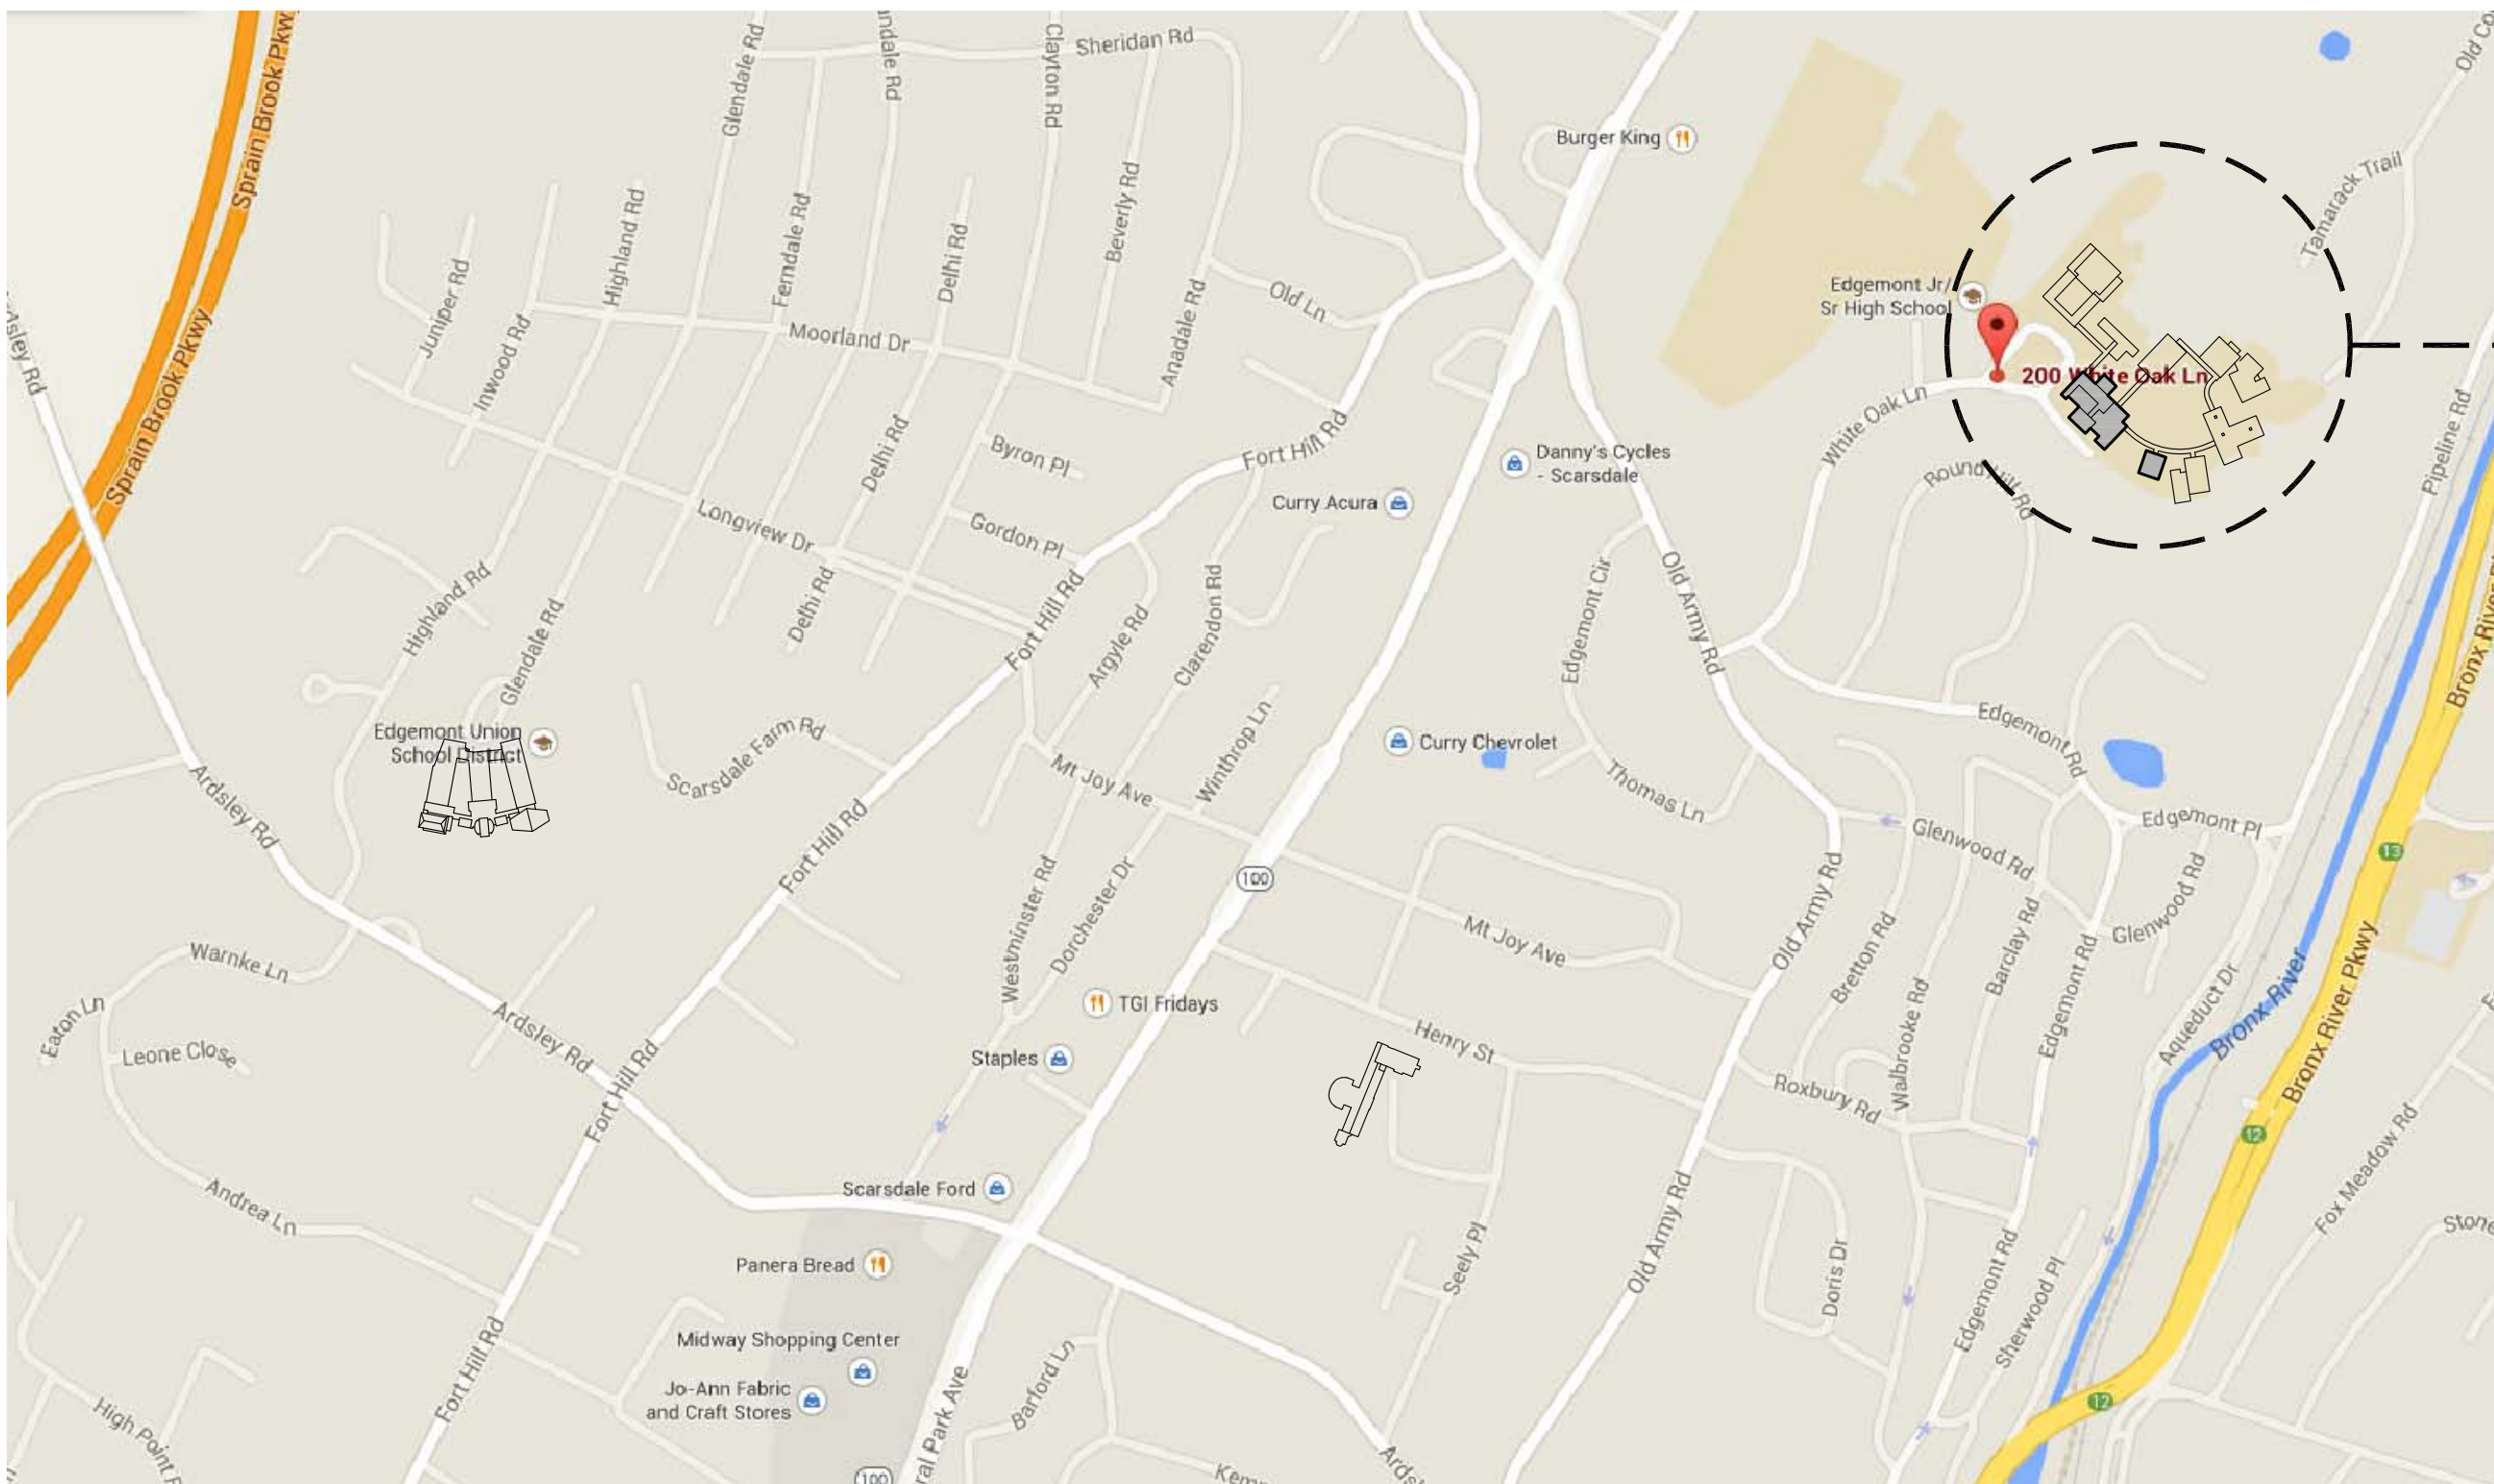 Sprain Brook Pkwy
Glendale Rd
Clayton Rd
Sheridan Rd
Burger King
Sprain Brook Pkwy
Juniper Rd
Inwood Rd
Highland Rd
Ferndale Rd
Moorland Dr
Delhi Rd
Beverly Rd
Anadale Rd
Old Ln
Edgemont Jr/
Sr High School
200 White Oak Ln
Tamarack Trail
White Oak Ln
Round Hill Rd
Pipeline Rd
Byron Pl
Delhi Rd
Fort Hill Rd
Danny's Cycles
- Scarsdale
Curry Acura
Longview Dr
Gordon Pl
Old Army Rd
Edgemont Cir
Highland Rd
Glendale Rd
Delhi Rd
Fort Hill Rd
Argyle Rd
Clarendon Rd
Winthrop Ln
Edgemont Union
School District
Scarsdale Farm Rd
Mt Joy Ave
Curry Chevrolet
Thomas Ln
Edgemont Rd
Edgemont Pl
Glenwood Rd
Ardsley Rd
Fort Hill Rd
Westminster Rd
Dorchester Dr
100
Mt Joy Ave
Old Army Rd
Bretton Rd
Barclay Rd
Edgemont Rd
Glenwood Rd
13
Warnke Ln
Eaton Ln
Leone Close
Ardsley Rd
Fort Hill Rd
TGI Fridays
Staples
Henry St
Walbrooke Rd
Aqueduct Dr
Bronx River
Bronx River Pkwy
Roxbury Rd
12
Fox Meadow Rd
Andrea Ln
Scarsdale Ford
Panera Bread
Seely Pl
Old Army Rd
Doris Dr
Edgemont Rd
Sherwood Pl
Midway Shopping Center
Jo-Ann Fabric
and Craft Stores
Fort Hill Rd
Barford Ln
12
100